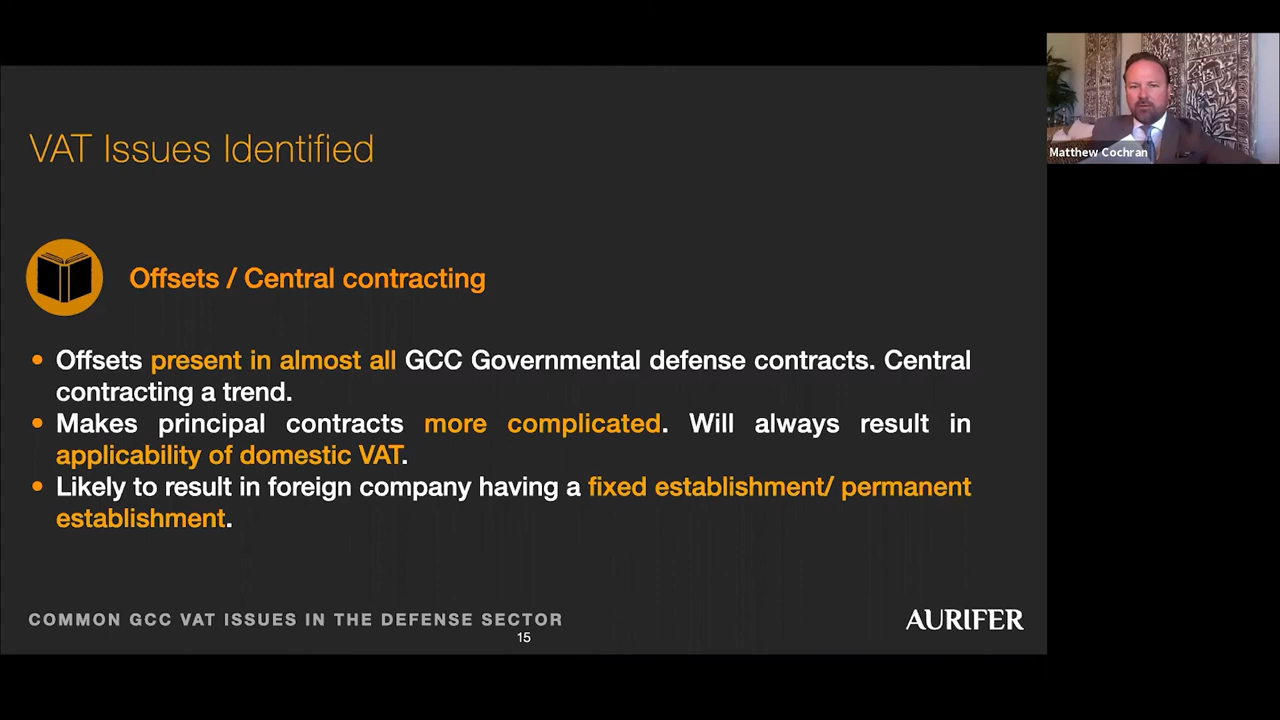 Matthew Cochran
VAT Issues Identified
Offsets / Central contracting
• Offsets present in almost all GCC Governmental defense contracts. Central
contracting a trend.
• Makes principal contracts more complicated. Will always result in
applicability of domestic VAT.
• Likely to result in foreign company having a fixed establishment/ permanent
establishment.
COMMON GCC VAT ISSUES IN THE DEFENSE SECTOR
15
AURIFER